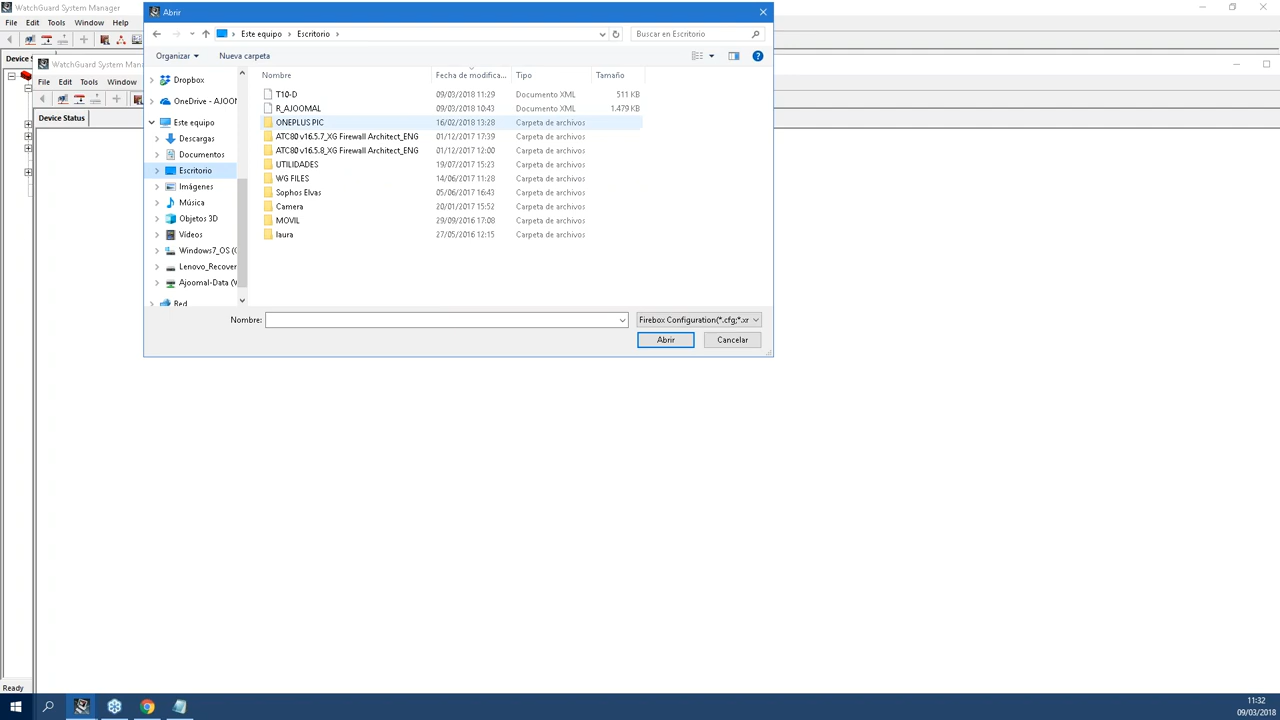 WatchGuard System Manager
File Edit Tools Window Help
Device S
WatchGuard System Mana
File Edit Tools Window
Device Status
Abrir
Este equipo > Escritorio >
Buscar en Escritorio
Organizar
Nueva carpeta
Nombre Fecha de modifica... Tipo Tamaño
Dropbox
OneDrive - AJOOM
Este equipo
Descargas
Documentos
Escritorio
Imágenes
Música
Objetos 3D
Vídeos
Windows7_OS (C
Lenovo_Recover
Ajoomal-Data (V
Red
T10-D 09/03/2018 11:29 Documento XML 511 KB
R_AJOOMAL 09/03/2018 10:43 Documento XML 1.479 KB
ONEPLUS PIC 16/02/2018 13:28 Carpeta de archivos
ATC80 v16.5.7_XG Firewall Architect_ENG 01/12/2017 17:39 Carpeta de archivos
ATC80 v16.5.8_XG Firewall Architect_ENG 01/12/2017 12:00 Carpeta de archivos
UTILIDADES 19/07/2017 15:23 Carpeta de archivos
WG FILES 14/06/2017 11:28 Carpeta de archivos
Sophos Elvas 05/06/2017 16:43 Carpeta de archivos
Camera 20/01/2017 15:52 Carpeta de archivos
MOVIL 29/09/2016 17:08 Carpeta de archivos
laura 27/05/2016 12:15 Carpeta de archivos
Nombre:
Firebox Configuration(*.cfg;*.xr
Abrir Cancelar
Ready
11:32
09/03/2018